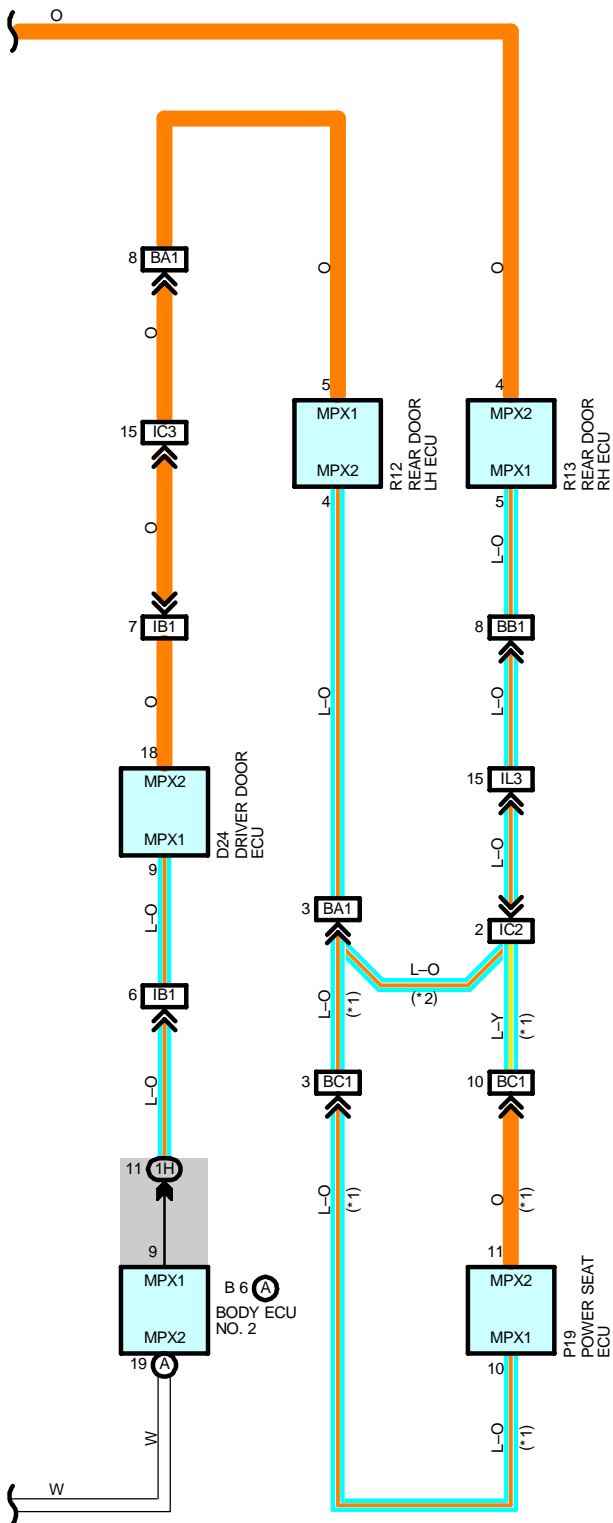 O
8 BA1
O
O
O
15 IC3
5
4
MPX1
MPX2
MPX2
MPX1
R12
REAR DOOR
LH ECU
R13
REAR DOOR
RH ECU
4
5
O
L–O
7 IB1
8 BB1
O
L–O
L–O
18
15 IL3
MPX2
MPX1
D24
DRIVER DOOR
ECU
9
L–O
3 BA1
2 IC2
L–O
L–O
(*2)
6 IB1
L–O
(*1)
L–Y
(*1)
3 BC1
10 BC1
L–O
11 1H
L–O
(*1)
O
(*1)
9
11
MPX1
MPX2
B 6 A
BODY ECU
NO. 2
MPX2
MPX1
P19
POWER SEAT
ECU
19 A
10
W
L–O
(*1)
W